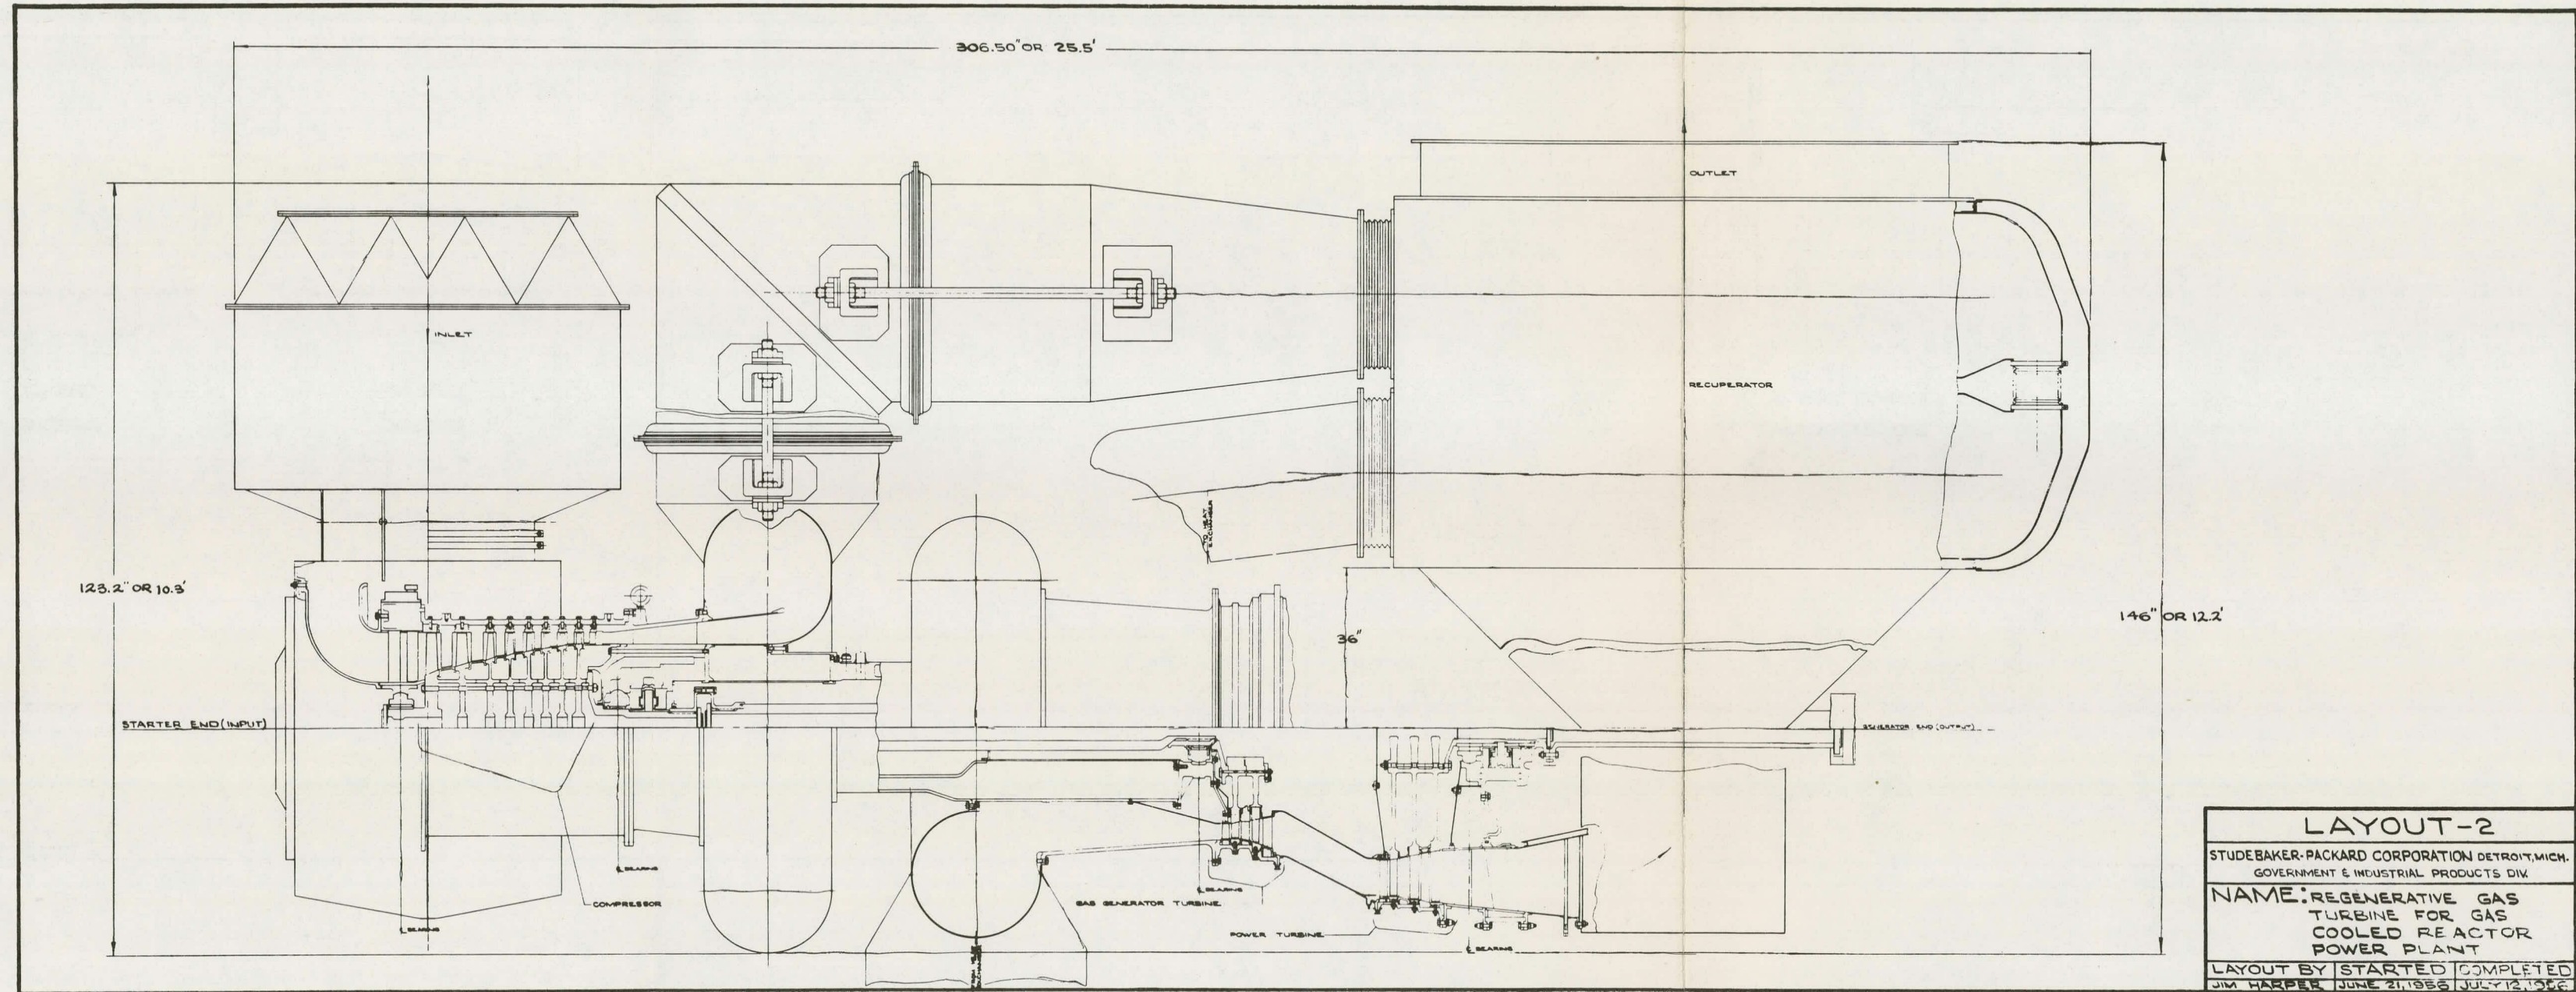 306.50" OR 25.5'
OUTLET
INLET
RECUPERATOR
TO HEAT
EXCHANGER
123.2" OR 10.3'
36"
146" OR 12.2'
STARTER END (INPUT)
GENERATOR END (OUTPUT)
℄ BEARING
℄ BEARING
COMPRESSOR
GAS GENERATOR TURBINE
℄ BEARING
POWER TURBINE
℄ BEARING
LAYOUT-2
STUDEBAKER-PACKARD CORPORATION DETROIT, MICH.
GOVERNMENT & INDUSTRIAL PRODUCTS DIV.
NAME: REGENERATIVE GAS
TURBINE FOR GAS
COOLED REACTOR
POWER PLANT
LAYOUT BY STARTED COMPLETED
JIM HARPER JUNE 21, 1956 JULY 12, 1956